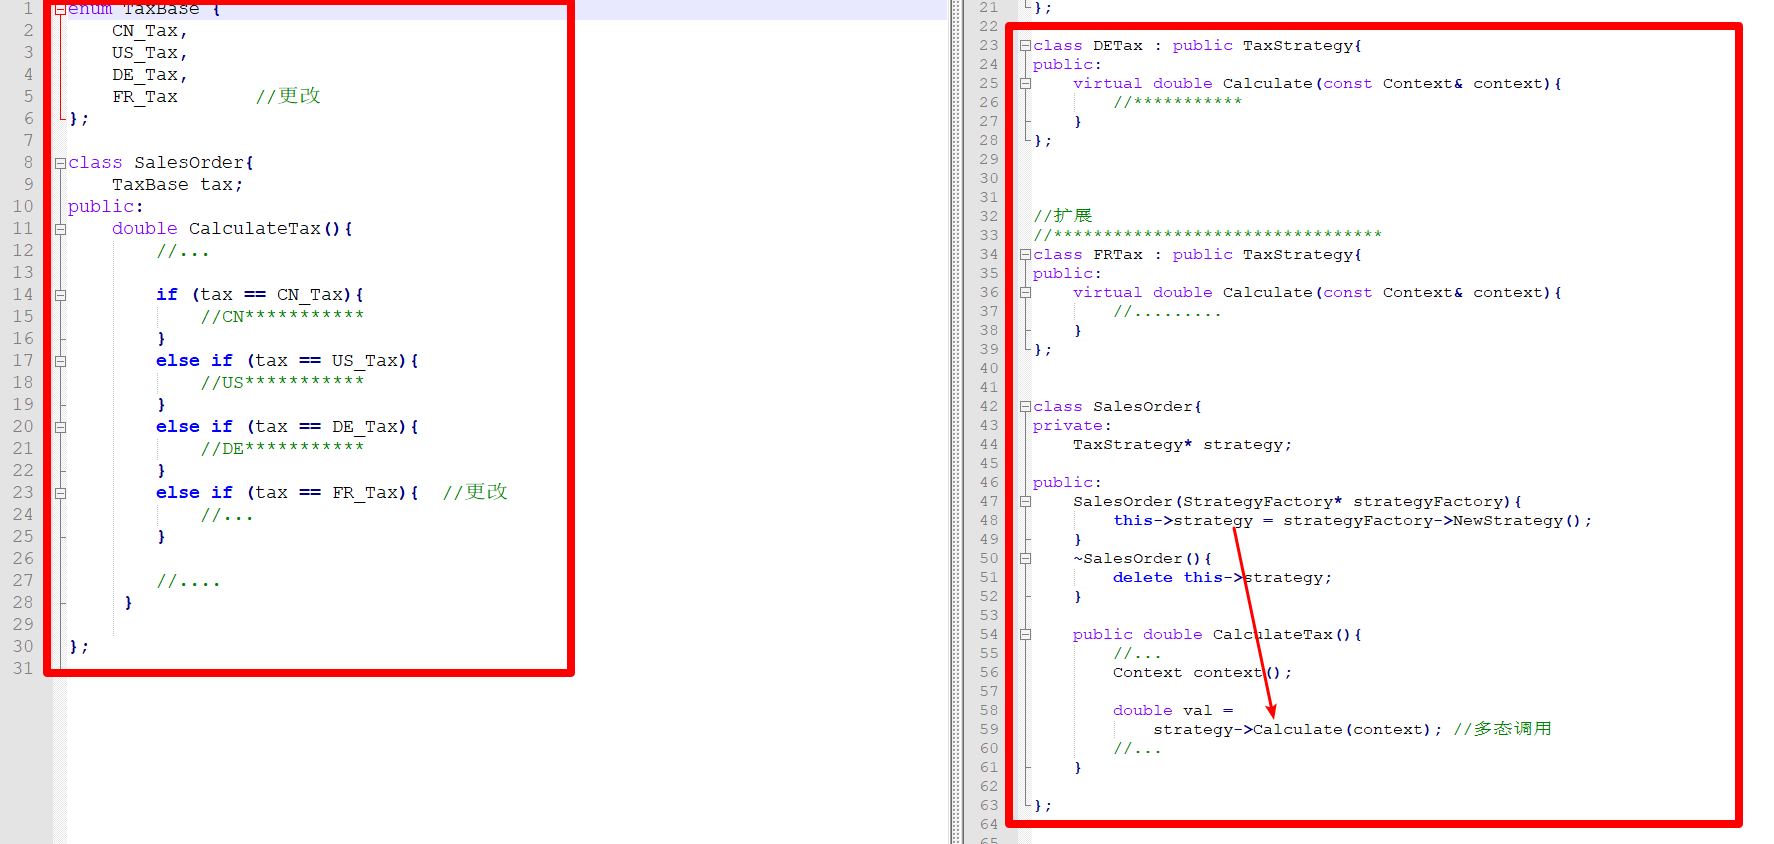 1 enum TaxBase {
2 CN_Tax,
3 US_Tax,
4 DE_Tax,
5 FR_Tax //更改
6 };
7
8 class SalesOrder{
9 TaxBase tax;
10 public:
11 double CalculateTax(){
12 //...
13
14 if (tax == CN_Tax){
15 //CN***********
16 }
17 else if (tax == US_Tax){
18 //US***********
19 }
20 else if (tax == DE_Tax){
21 //DE***********
22 }
23 else if (tax == FR_Tax){ //更改
24 //...
25 }
26
27 //....
28 }
29
30 };
31
21 };
22
23 class DETax : public TaxStrategy{
24 public:
25 virtual double Calculate(const Context& context){
26 //***********
27 }
28 };
29
30
31
32 //扩展
33 //*********************************
34 class FRTax : public TaxStrategy{
35 public:
36 virtual double Calculate(const Context& context){
37 //.........
38 }
39 };
40
41
42 class SalesOrder{
43 private:
44 TaxStrategy* strategy;
45
46 public:
47 SalesOrder(StrategyFactory* strategyFactory){
48 this->strategy = strategyFactory->NewStrategy();
49 }
50 ~SalesOrder(){
51 delete this->strategy;
52 }
53
54 public double CalculateTax(){
55 //...
56 Context context();
57
58 double val =
59 strategy->Calculate(context); //多态调用
60 //...
61 }
62
63 };
64
65